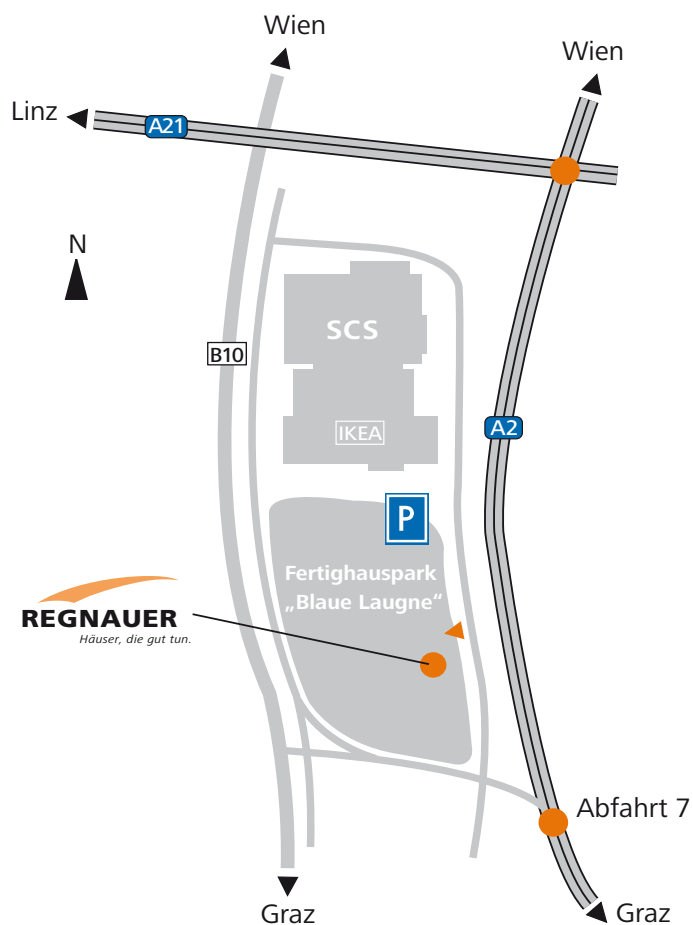 Wien
Wien
Linz
A21
N
SCS
B10
IKEA
A2
P
Fertighauspark
„Blaue Laugne“
REGNAUER
Häuser, die gut tun.
Abfahrt 7
Graz
Graz